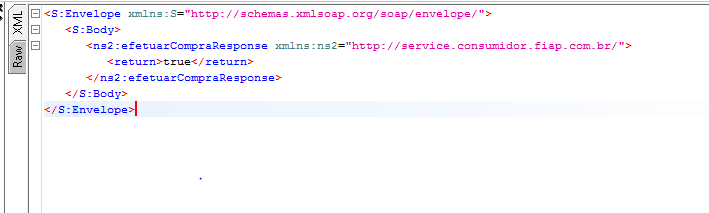 XML
Raw
<S:Envelope xmlns:S="http://schemas.xmlsoap.org/soap/envelope/">
<S:Body>
<ns2:efetuarCompraResponse xmlns:ns2="http://service.consumidor.fiap.com.br/">
<return>true</return>
</ns2:efetuarCompraResponse>
</S:Body>
</S:Envelope>